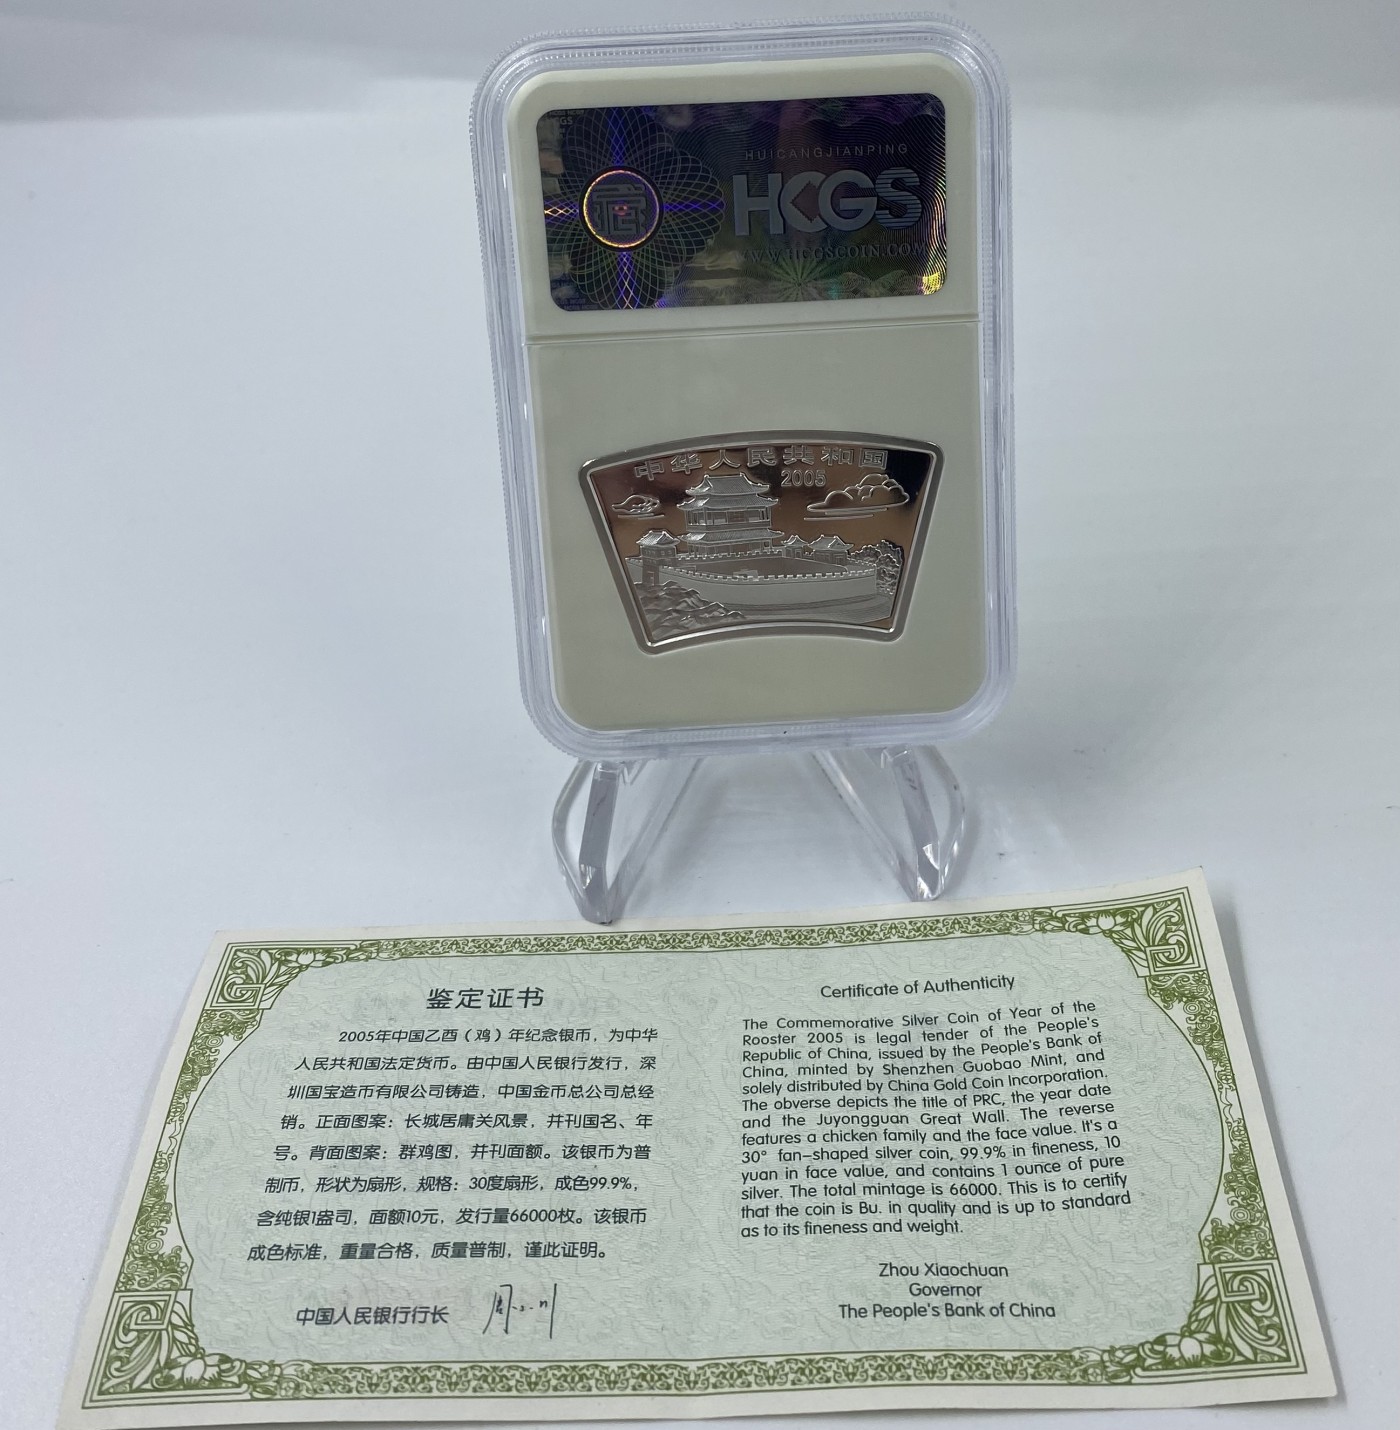 HUICANGJIANPING
HCGS
WWW.HCGSCOIN.COM
中华人民共和国
2005
鉴定证书
2005年中国乙酉（鸡）年纪念银币，为中华
人民共和国法定货币。由中国人民银行发行，深
圳国宝造币有限公司铸造，中国金币总公司总经
销。正面图案：长城居庸关风景，并刊国名、年
号。背面图案：群鸡图，并刊面额。该银币为普
制币，形状为扇形，规格：30度扇形，成色99.9%，
含纯银1盎司，面额10元，发行量66000枚。该银币
成色标准，重量合格，质量普制，谨此证明。
中国人民银行行长
Certificate of Authenticity
The Commemorative Silver Coin of Year of the
Rooster 2005 is legal tender of the People's
Republic of China, issued by the People's Bank of
China, minted by Shenzhen Guobao Mint, and
solely distributed by China Gold Coin Incorporation.
The obverse depicts the title of PRC, the year date
and the Juyongguan Great Wall. The reverse
features a chicken family and the face value. It's a
30° fan-shaped silver coin, 99.9% in fineness, 10
yuan in face value, and contains 1 ounce of pure
silver. The total mintage is 66000. This is to certify
that the coin is Bu. in quality and is up to standard
as to its fineness and weight.
Zhou Xiaochuan
Governor
The People's Bank of China